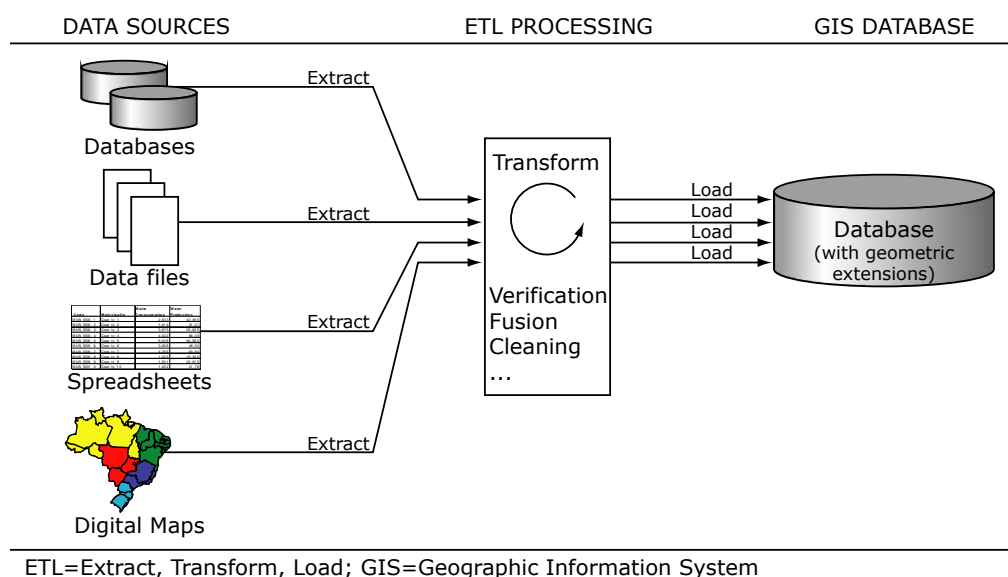 DATA SOURCES
ETL PROCESSING
GIS DATABASE
Extract
Databases
Extract
Data files
Extract
Spreadsheets
Extract
Digital Maps
Transform
Verification
Fusion
Cleaning
...
Load
Load
Load
Load
Database
(with geometric
extensions)
ETL=Extract, Transform, Load; GIS=Geographic Information System